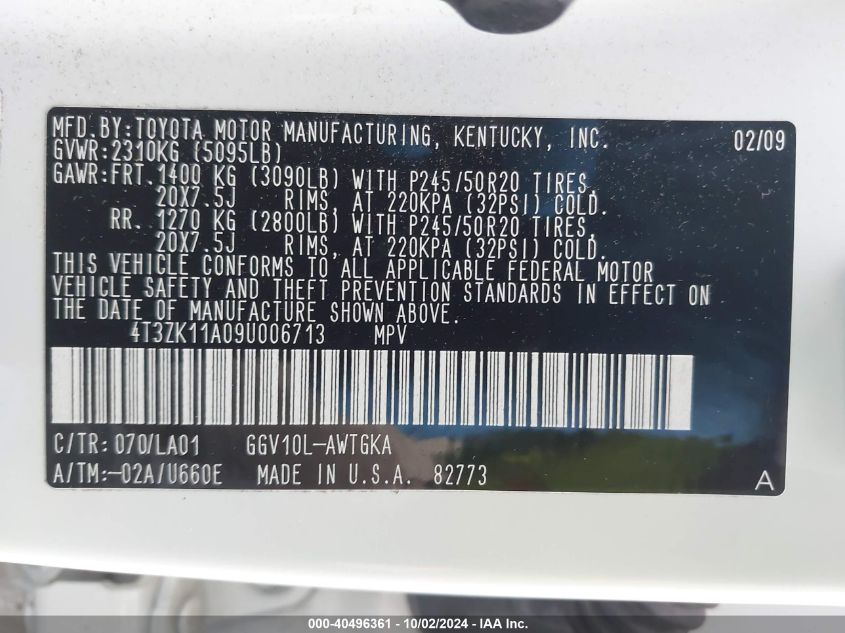 MFD.BY:TOYOTA MOTOR MANUFACTURING, KENTUCKY, INC. 02/09
GVWR:2310KG (5095LB)
GAWR:FRT.1400 KG (3090LB) WITH P245/50R20 TIRES,
20X7.5J RIMS, AT 220KPA (32PSI) COLD.
RR. 1270 KG (2800LB) WITH P245/50R20 TIRES,
20X7.5J RIMS, AT 220KPA (32PSI) COLD.
THIS VEHICLE CONFORMS TO ALL APPLICABLE FEDERAL MOTOR
VEHICLE SAFETY AND THEFT PREVENTION STANDARDS IN EFFECT ON
THE DATE OF MANUFACTURE SHOWN ABOVE.
4T3ZK11A09U006713 MPV
C/TR:070/LA01 GGV10L-AWTGKA
A/TM:-02A/U660E MADE IN U.S.A. 82773 A
000-40496361 - 10/02/2024 - IAA Inc.